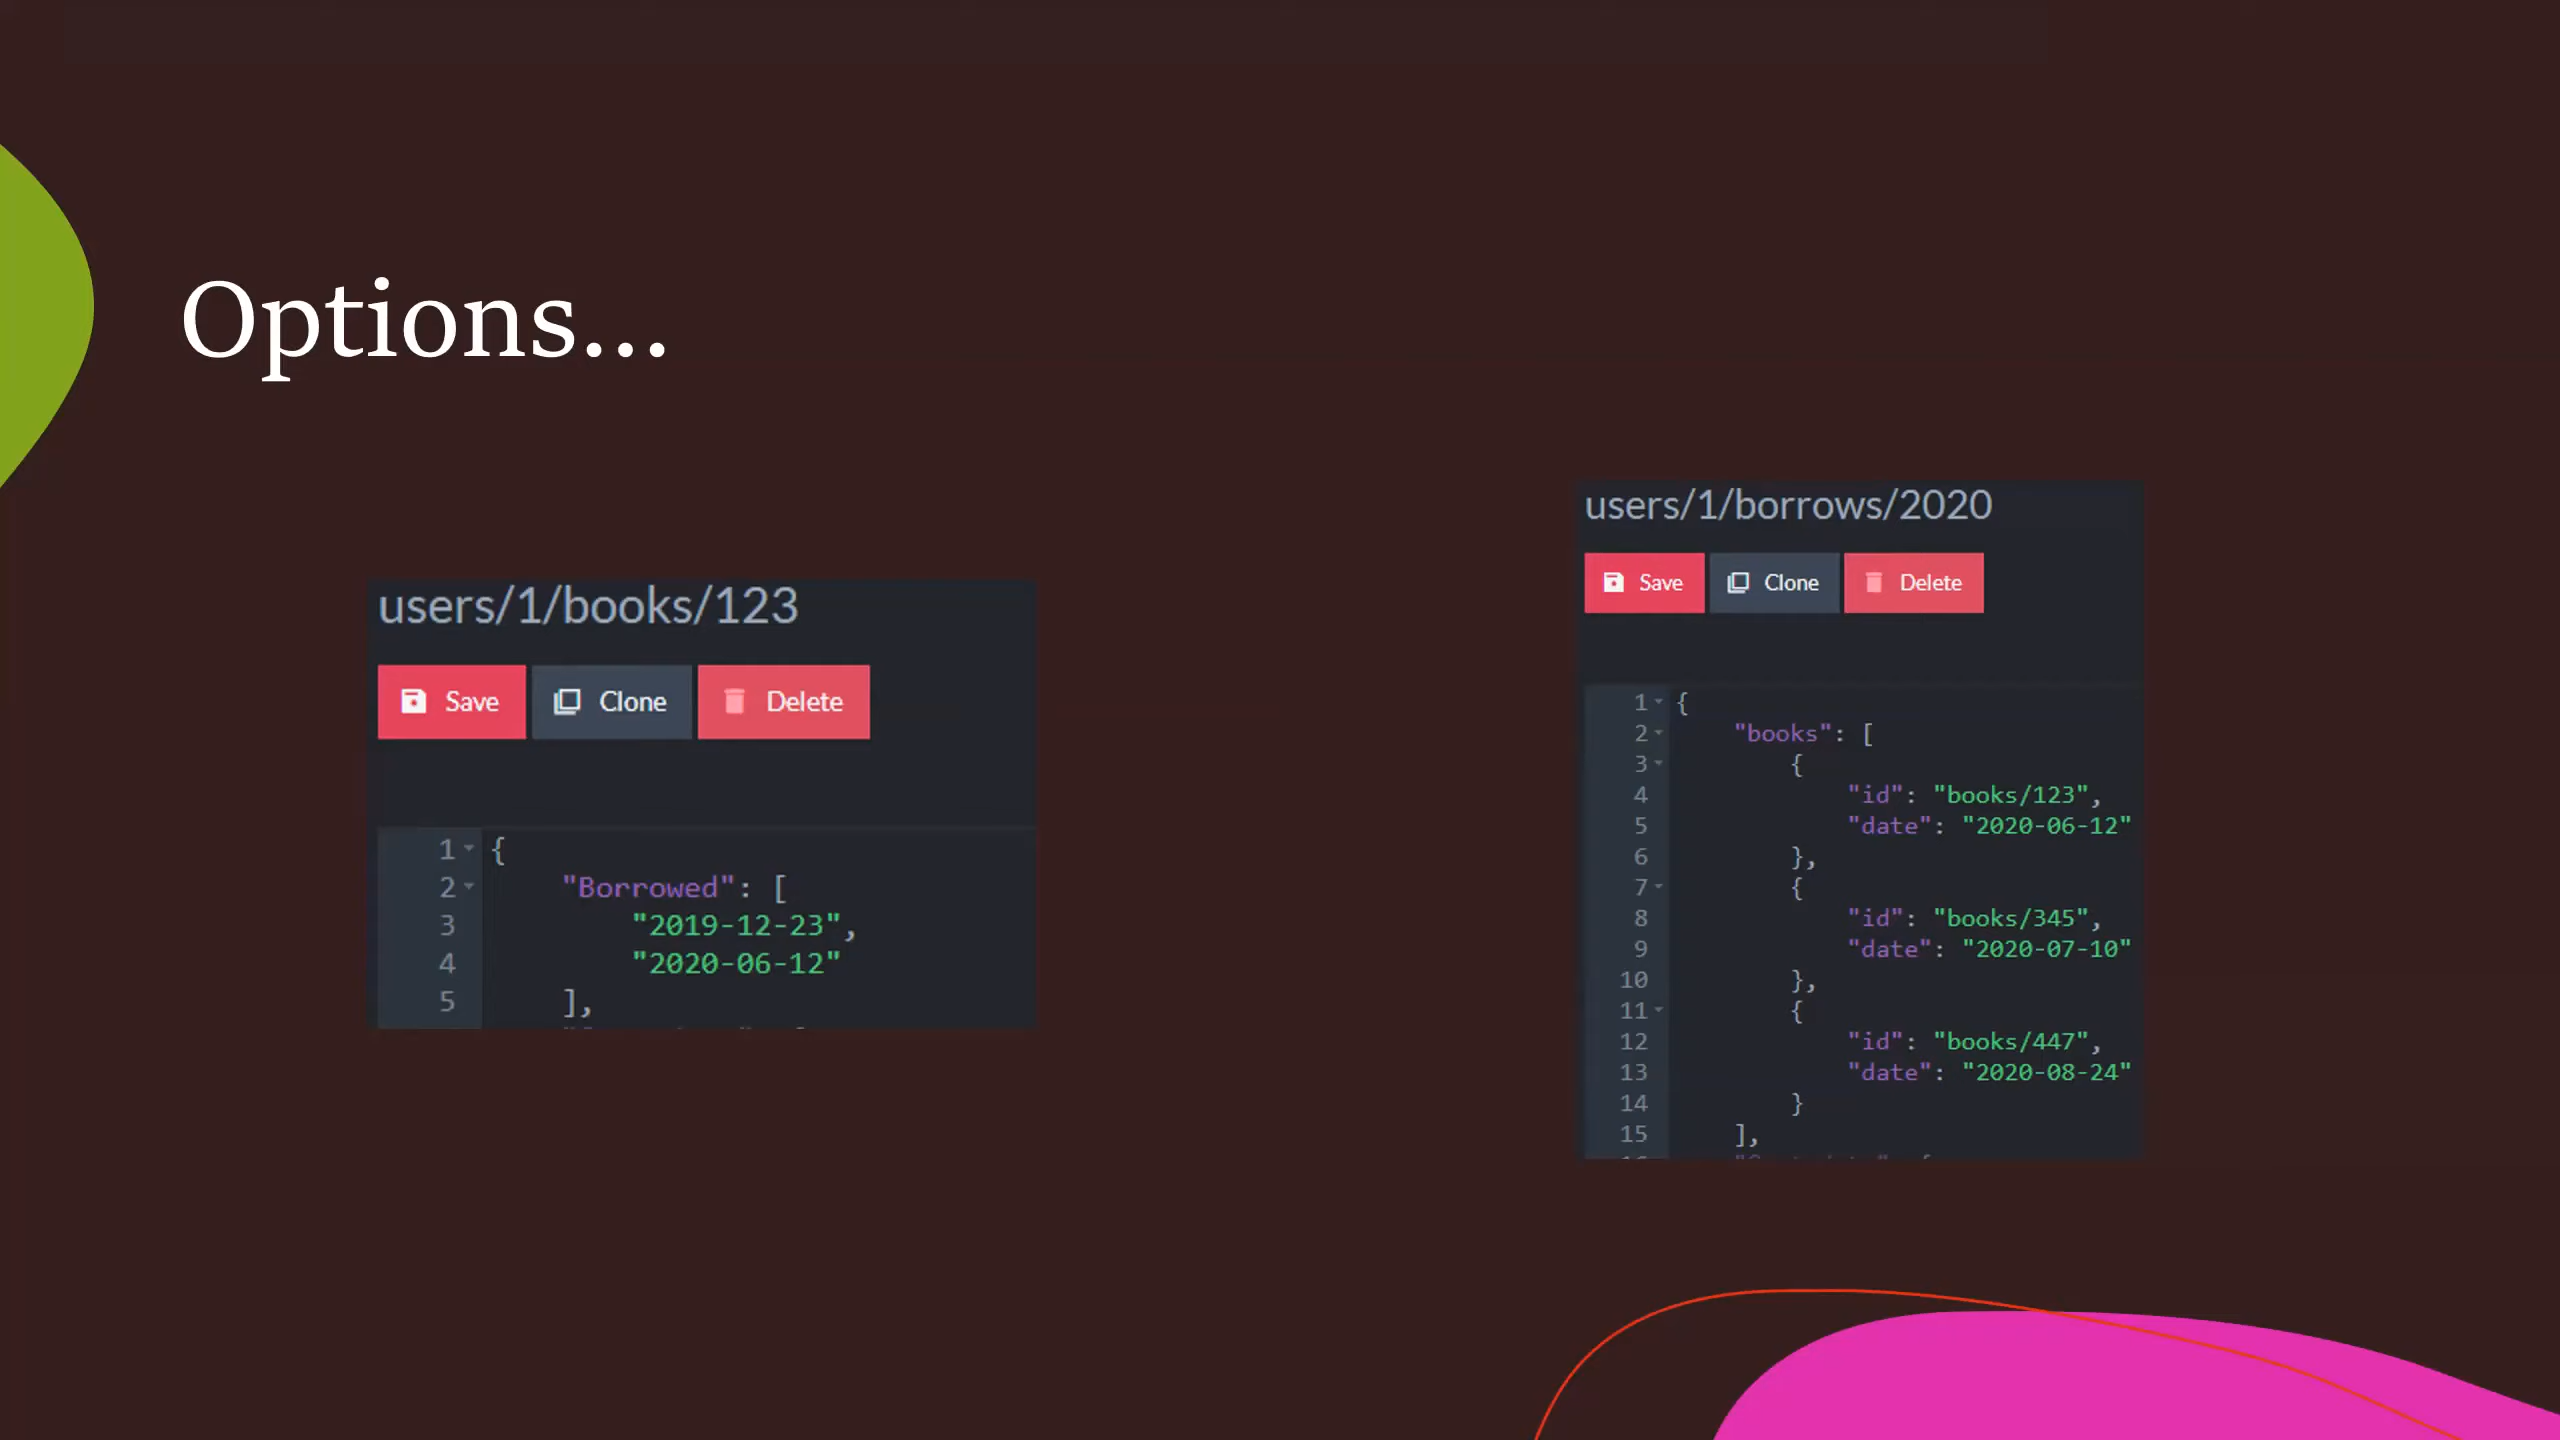 Options...
users/1/books/123
Save Clone Delete
1 {
2 "Borrowed": [
3 "2019-12-23",
4 "2020-06-12"
5 ],
users/1/borrows/2020
Save Clone Delete
1 {
2 "books": [
3 {
4 "id": "books/123",
5 "date": "2020-06-12"
6 },
7 {
8 "id": "books/345",
9 "date": "2020-07-10"
10 },
11 {
12 "id": "books/447",
13 "date": "2020-08-24"
14 }
15 ],